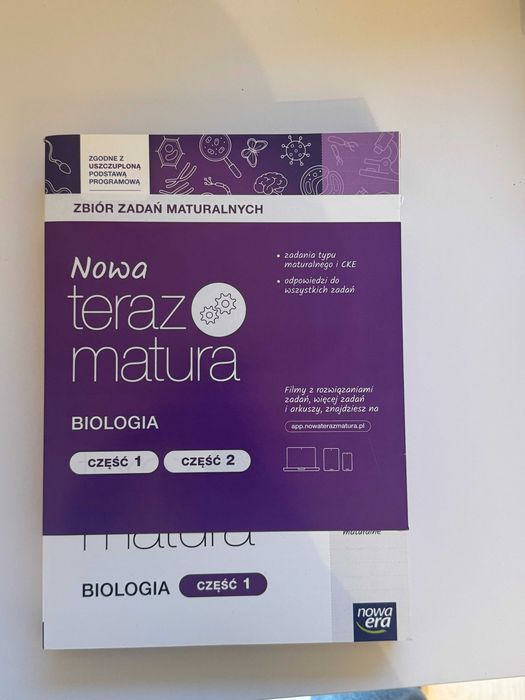 ZGODNE Z
USZCZUPLONĄ
PODSTAWĄ
PROGRAMOWĄ
ZBIÓR ZADAŃ MATURALNYCH
Nowa
teraz
matura
• zadania typu
maturalnego i CKE
• odpowiedzi do
wszystkich zadań
BIOLOGIA
CZĘŚĆ 1 CZĘŚĆ 2
Filmy z rozwiązaniami
zadań, więcej zadań
i arkuszy, znajdziesz na
app.nowaterazmatura.pl
matura
maturalne
BIOLOGIA CZĘŚĆ 1
nowa
era